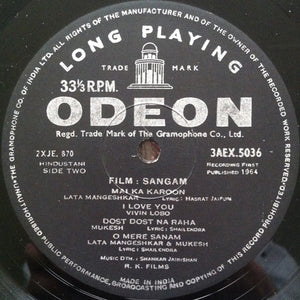 ALL RIGHTS OF THE MANUFACTURER AND OF THE OWNER OF THE RECORDED WORK RESERVED
UNAUTHORISED PUBLIC PERFORMANCE, BROADCASTING AND COPYING OF THIS RECORD PROHIBITED
THE GRAMOPHONE CO. OF INDIA LTD.
LONG PLAYING
TRADE MARK
33⅓ R.P.M.
ODEON
Regd. Trade Mark of The Gramophone Co., Ltd.
2XJE. 870
3AEX.5036
HINDUSTANI
SIDE TWO
RECORDING FIRST
PUBLISHED 1964
FILM : SANGAM
MAI KA KAROON
LATA MANGESHKAR Lyric: HASRAT JAIPURI
I LOVE YOU
VIVIN LOBO
DOST DOST NA RAHA
MUKESH Lyric: SHAILENDRA
O MERE SANAM
LATA MANGESHKAR & MUKESH
Lyric: SHAILENDRA
MUSIC DIR. : SHANKAR JAIKISHAN
R. K. FILMS
MADE IN INDIA